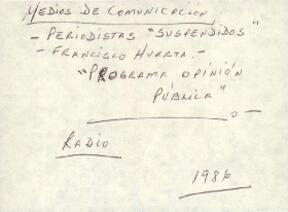 MEDIOS DE COMUNICACION
- PERIODISTAS "SUSPENDIDOS"
- FRANCISCO HUERTA.-
"PROGRAMA OPINIÓN
PÚBLICA"
RADIO
1986